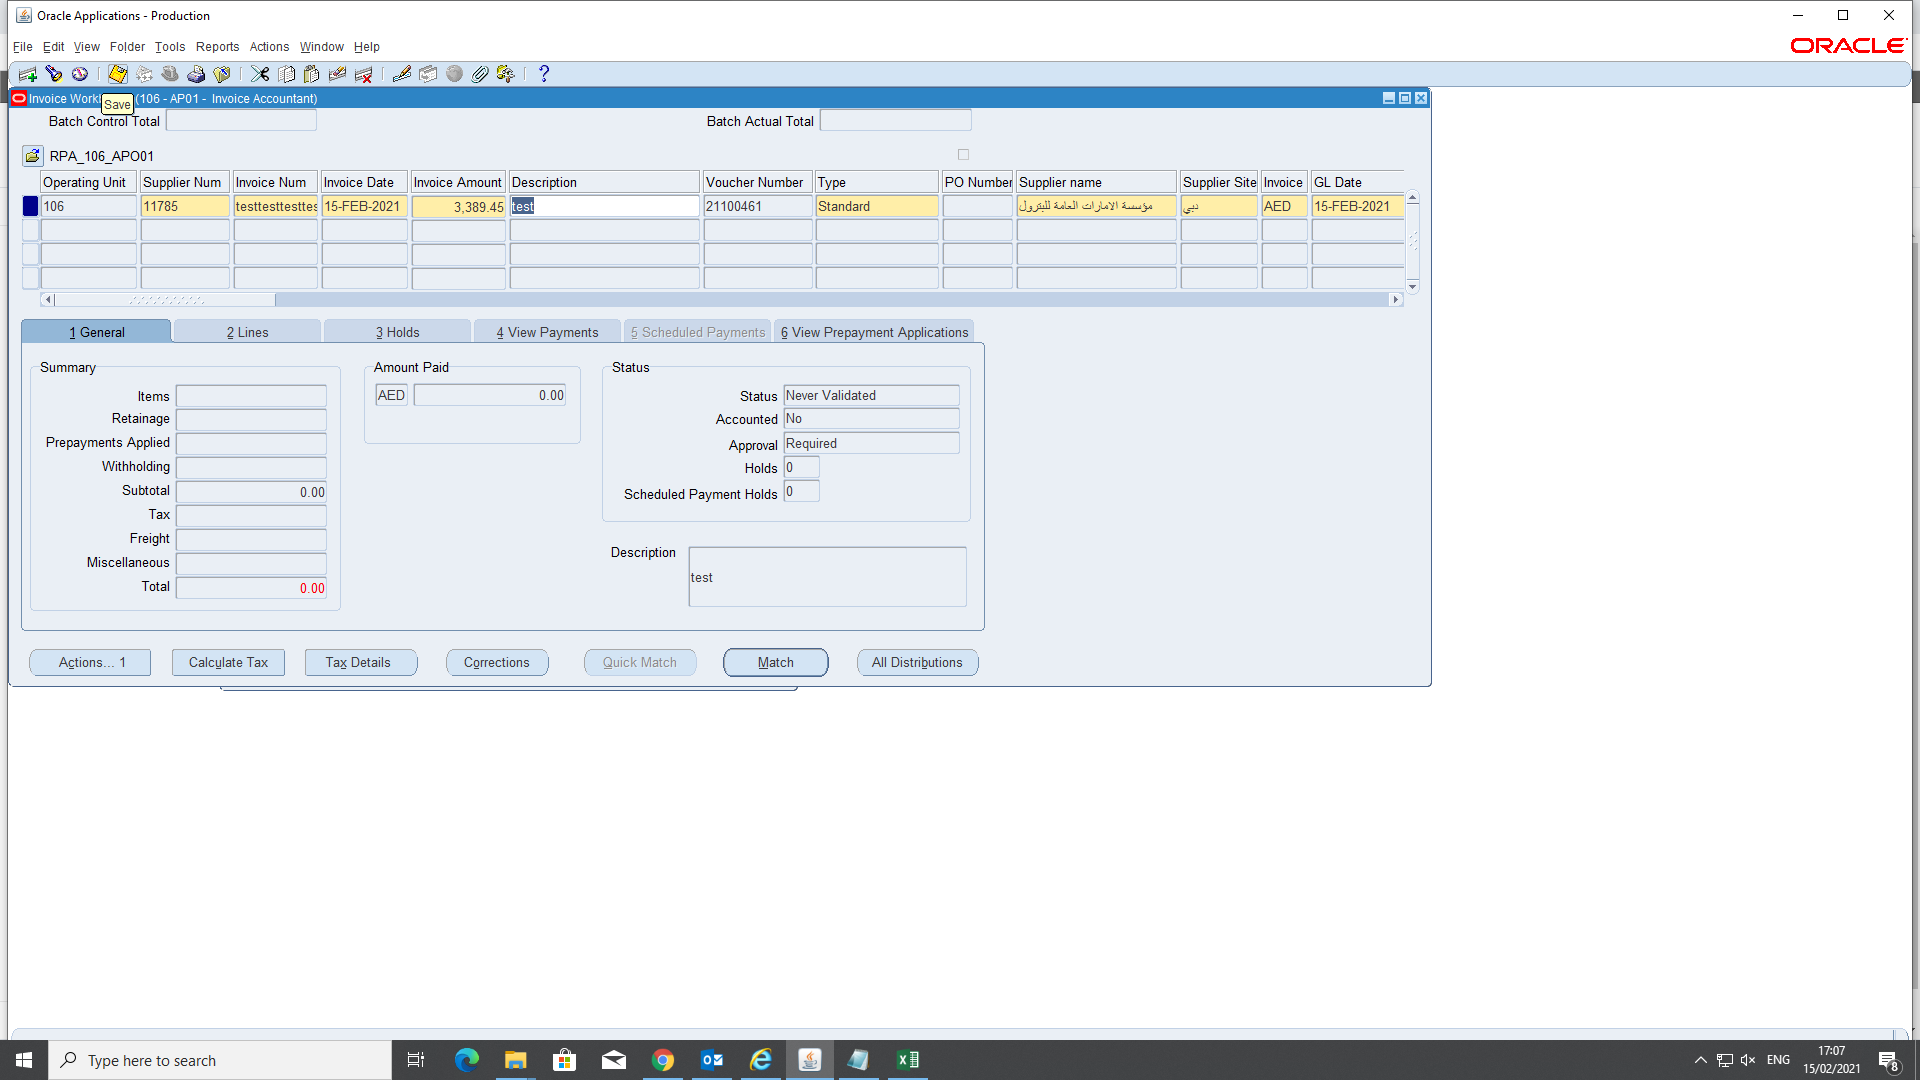 Oracle Applications - Production
File Edit View Folder Tools Reports Actions Window Help
ORACLE
Invoice Work (106 - AP01 - Invoice Accountant)
Save
Batch Control Total Batch Actual Total
RPA_106_APO01
Operating Unit Supplier Num Invoice Num Invoice Date Invoice Amount Description Voucher Number Type PO Number Supplier name Supplier Site Invoice GL Date
106 11785 testtesttesttes 15-FEB-2021 3,389.45 test 21100461 Standard مؤسسة الامارات العامة للبترول دبي AED 15-FEB-2021
1 General 2 Lines 3 Holds 4 View Payments 5 Scheduled Payments 6 View Prepayment Applications
Summary
Items
Retainage
Prepayments Applied
Withholding
Subtotal 0.00
Tax
Freight
Miscellaneous
Total 0.00
Amount Paid
AED 0.00
Status
Status Never Validated
Accounted No
Approval Required
Holds 0
Scheduled Payment Holds 0
Description test
Actions... 1 Calculate Tax Tax Details Corrections Quick Match Match All Distributions
Type here to search
ENG
17:07
15/02/2021
8